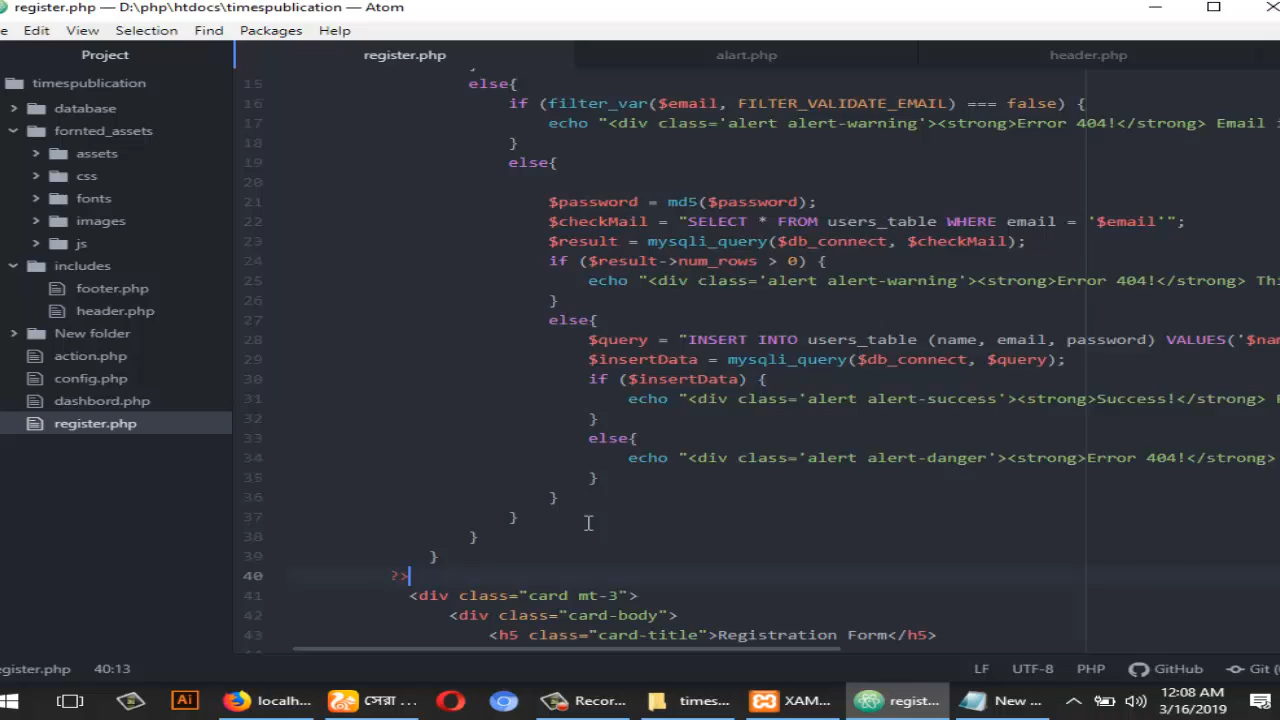 register.php — D:\php\htdocs\timespublication — Atom
Edit View Selection Find Packages Help
Project
register.php
alart.php
header.php
timespublication
database
fornted_assets
assets
css
fonts
images
js
includes
footer.php
header.php
New folder
action.php
config.php
dashbord.php
register.php
15 else{
16 if (filter_var($email, FILTER_VALIDATE_EMAIL) === false) {
17 echo "<div class='alert alert-warning'><strong>Error 404!</strong> Email
18 }
19 else{
20
21 $password = md5($password);
22 $checkMail = "SELECT * FROM users_table WHERE email = '$email'";
23 $result = mysqli_query($db_connect, $checkMail);
24 if ($result->num_rows > 0) {
25 echo "<div class='alert alert-warning'><strong>Error 404!</strong>
26 }
27 else{
28 $query = "INSERT INTO users_table (name, email, password) VALUES('$na
29 $insertData = mysqli_query($db_connect, $query);
30 if ($insertData) {
31 echo "<div class='alert alert-success'><strong>Success!</strong>
32 }
33 else{
34 echo "<div class='alert alert-danger'><strong>Error 404!</strong>
35 }
36 }
37 }
38 }
39 }
40 ?>
41 <div class="card mt-3">
42 <div class="card-body">
43 <h5 class="card-title">Registration Form</h5>
egister.php 40:13 LF UTF-8 PHP GitHub Git (
Ai localh... সেরা ... Recor... times... XAM... regist... New ... 12:08 AM
3/16/2019